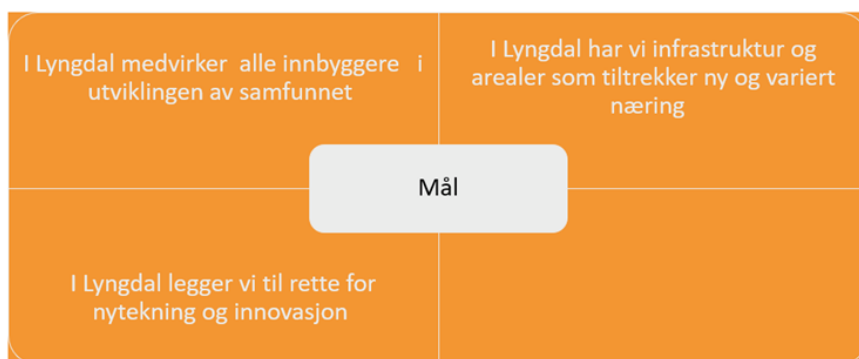 I Lyngdal medvirker alle innbyggere i
utviklingen av samfunnet
I Lyngdal har vi infrastruktur og
arealer som tiltrekker ny og variert
næring
Mål
I Lyngdal legger vi til rette for
nytekning og innovasjon